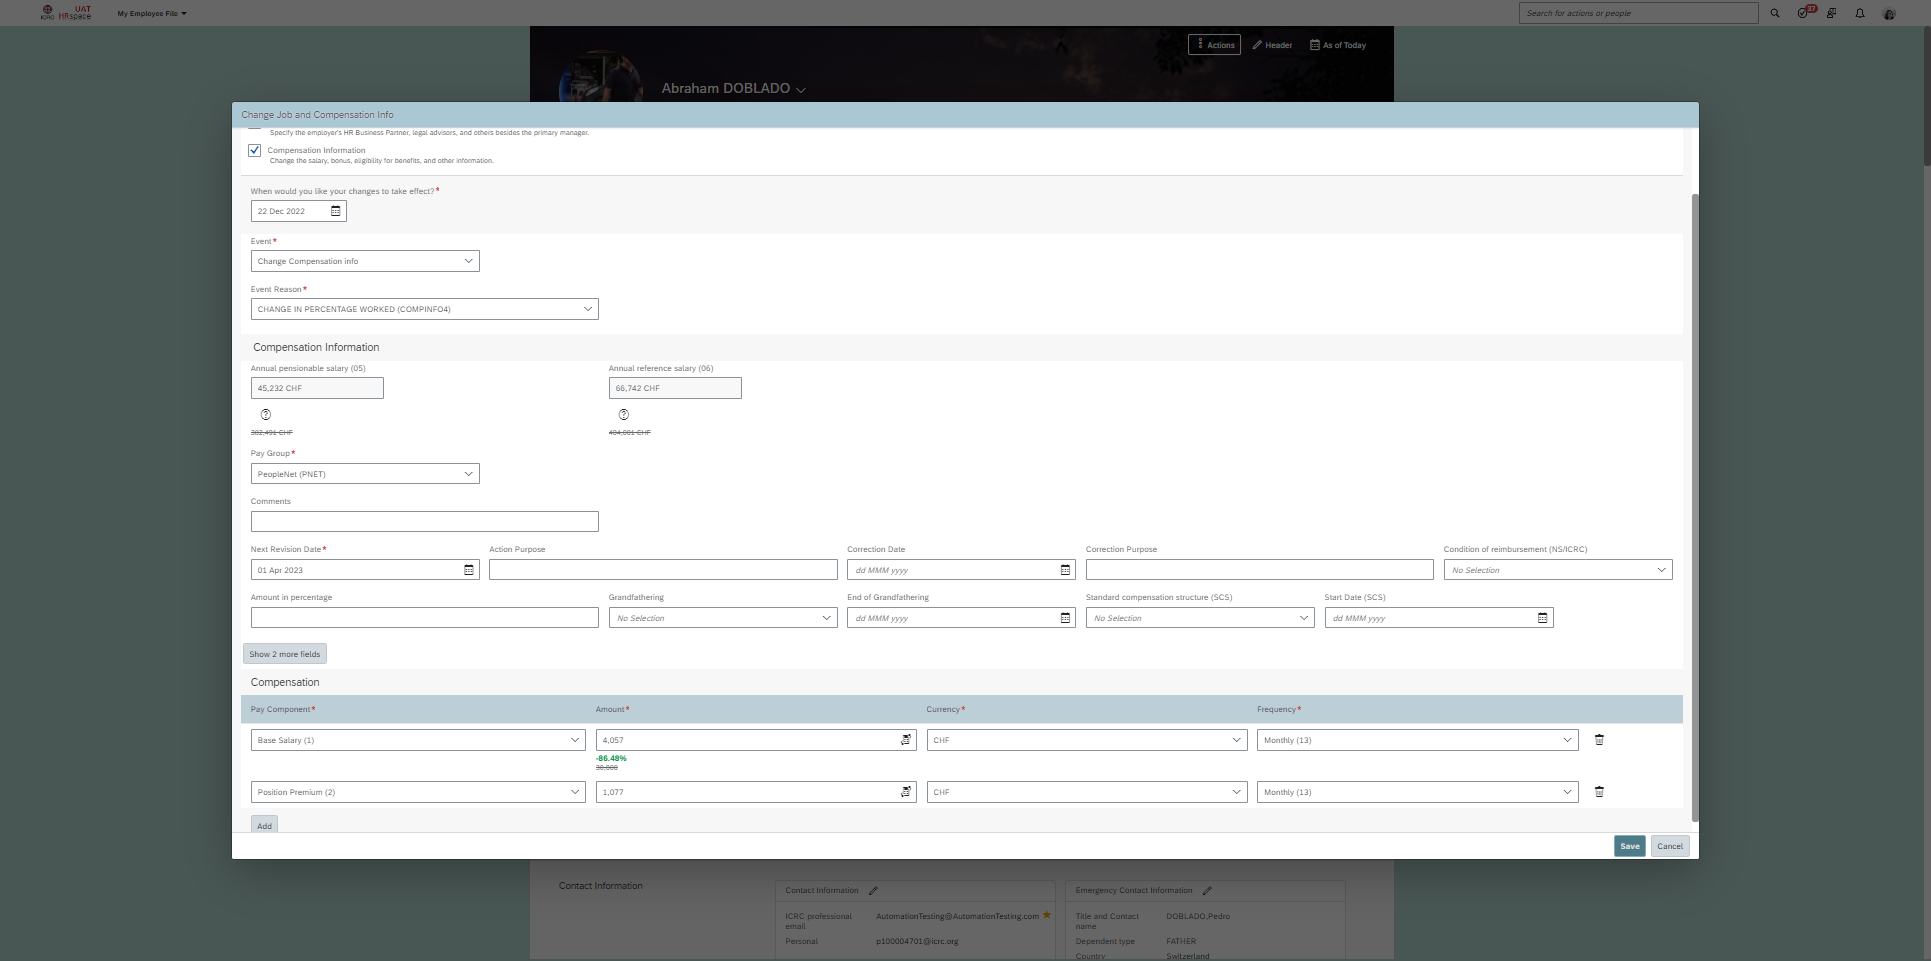 ICRC UAT HRspace
My Employee File
Search for actions or people
37
Actions
Header
As of Today
Abraham DOBLADO
Change Job and Compensation Info
Specify the employer's HR Business Partner, legal advisors, and others besides the primary manager.
Compensation Information
Change the salary, bonus, eligibility for benefits, and other information.
When would you like your changes to take effect?*
22 Dec 2022
Event*
Change Compensation info
Event Reason*
CHANGE IN PERCENTAGE WORKED (COMPINFO4)
Compensation Information
Annual pensionable salary (05) Annual reference salary (06)
45,232 CHF 66,742 CHF
382,491 CHF 404,001 CHF
Pay Group*
PeopleNet (PNET)
Comments
Next Revision Date* Action Purpose Correction Date Correction Purpose Condition of reimbursement (NS/ICRC)
01 Apr 2023 dd MMM yyyy No Selection
Amount in percentage Grandfathering End of Grandfathering Standard compensation structure (SCS) Start Date (SCS)
No Selection dd MMM yyyy No Selection dd MMM yyyy
Show 2 more fields
Compensation
Pay Component* Amount* Currency* Frequency*
Base Salary (1) 4,057 CHF Monthly (13)
-86.48%
30,000
Position Premium (2) 1,077 CHF Monthly (13)
Add
Save
Cancel
Contact Information
Contact Information
ICRC professional email AutomationTesting@AutomationTesting.com
Personal p100004701@icrc.org
Emergency Contact Information
Title and Contact name DOBLADO,Pedro
Dependent type FATHER
Country Switzerland